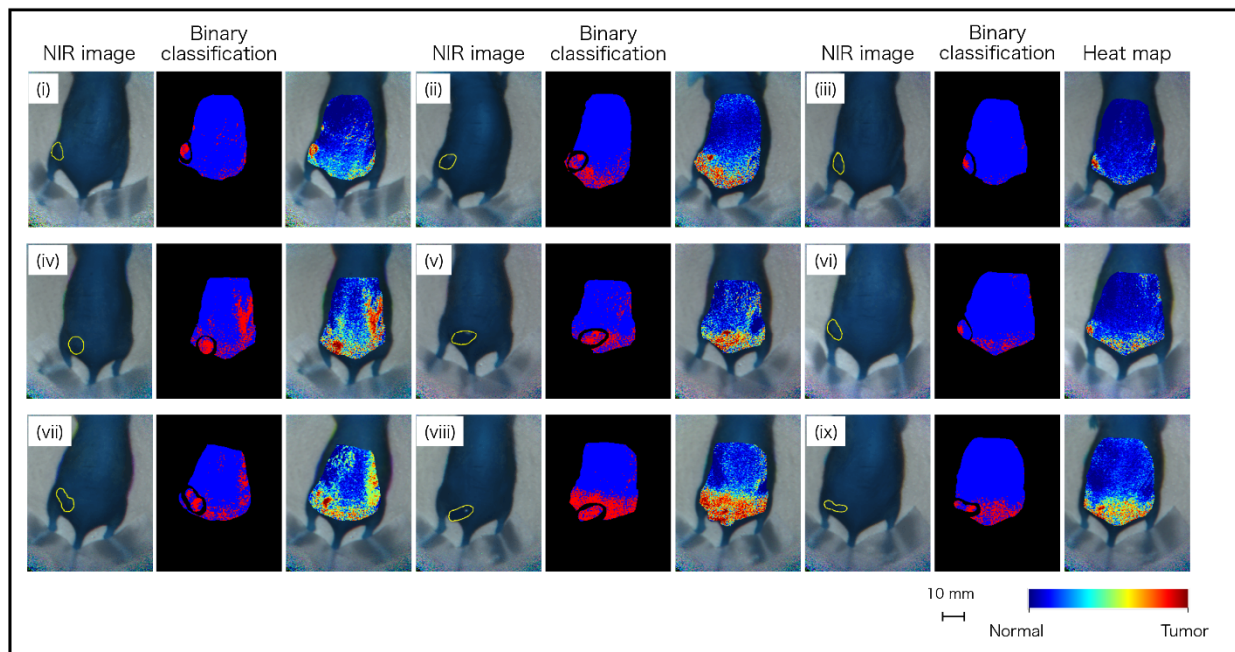 NIR image
Binary
classification
NIR image
Binary
classification
NIR image
Binary
classification
Heat map
(i)
(ii)
(iii)
(iv)
(v)
(vi)
(vii)
(viii)
(ix)
10 mm
Normal
Tumor